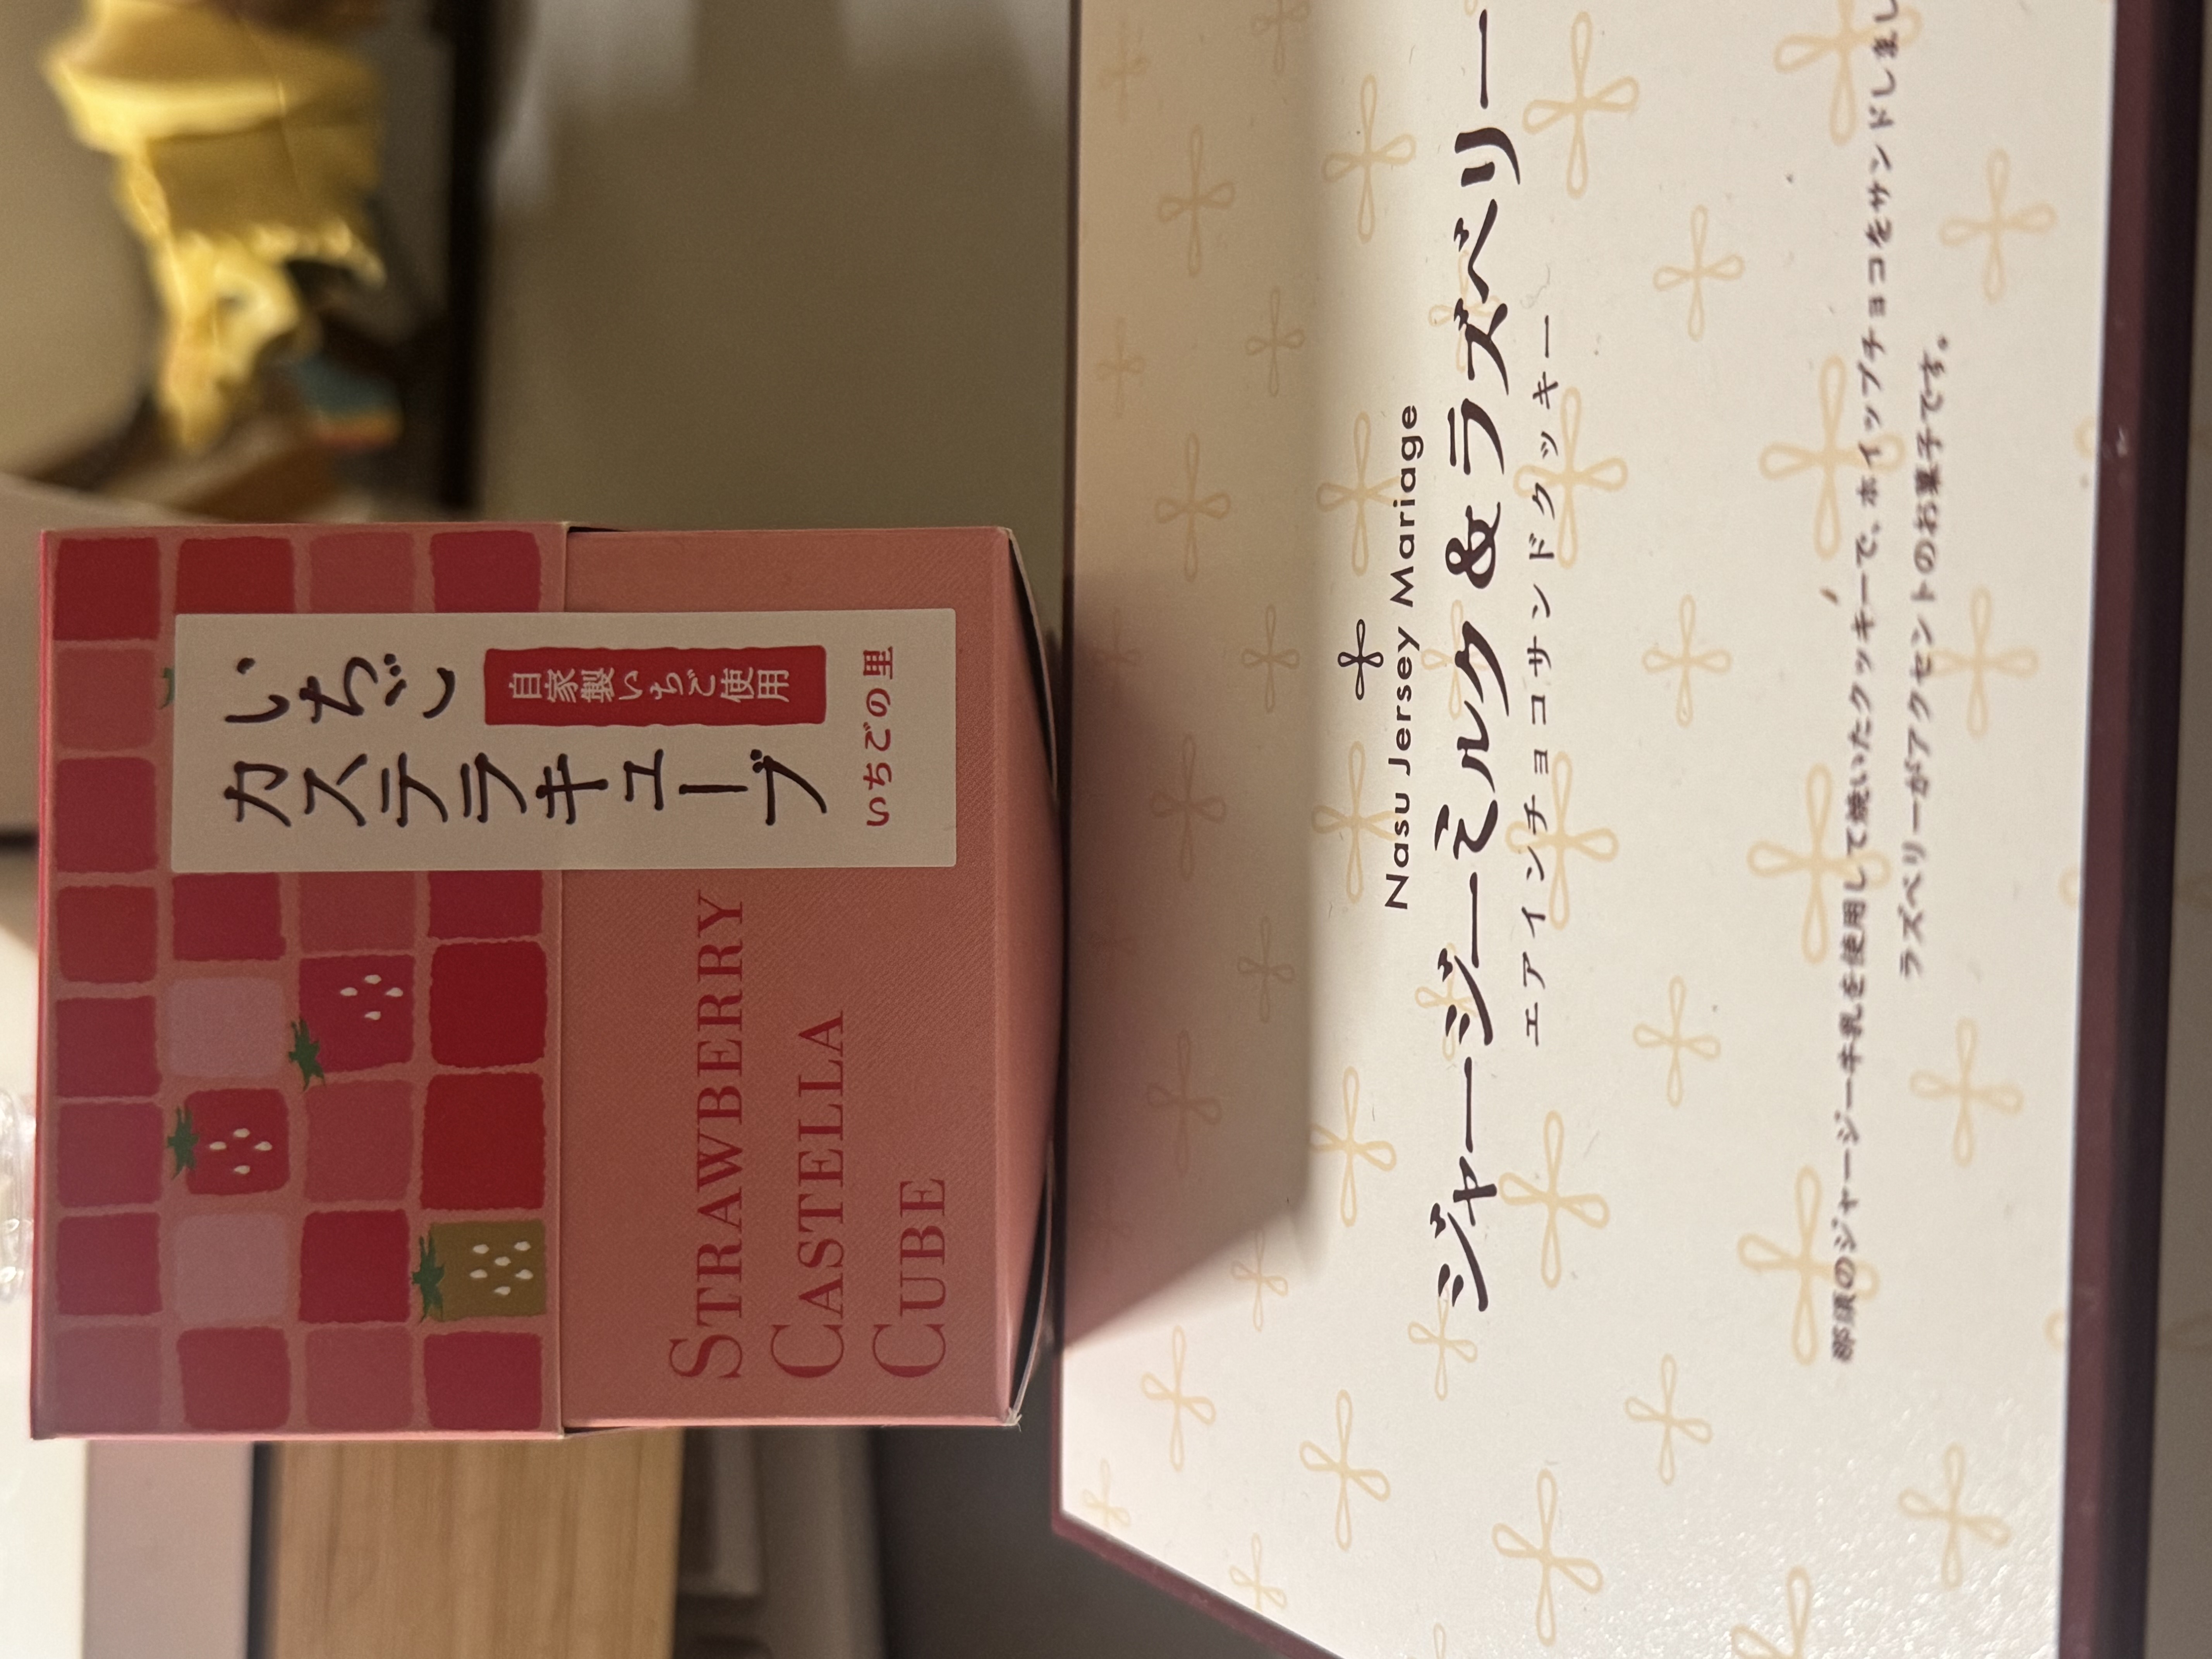 いちご
カステラキューブ
自家製いちご使用
いちごの里
STRAWBERRY
CASTELLA
CUBE
Nasu Jersey Mariage
ジャージーミルク&ラズベリー
エアインチョコサンドクッキー
那須のジャージー牛乳を使用して焼いたクッキーで、ホイップチョコをサンドしまし
ラズベリーがアクセントのお菓子です。